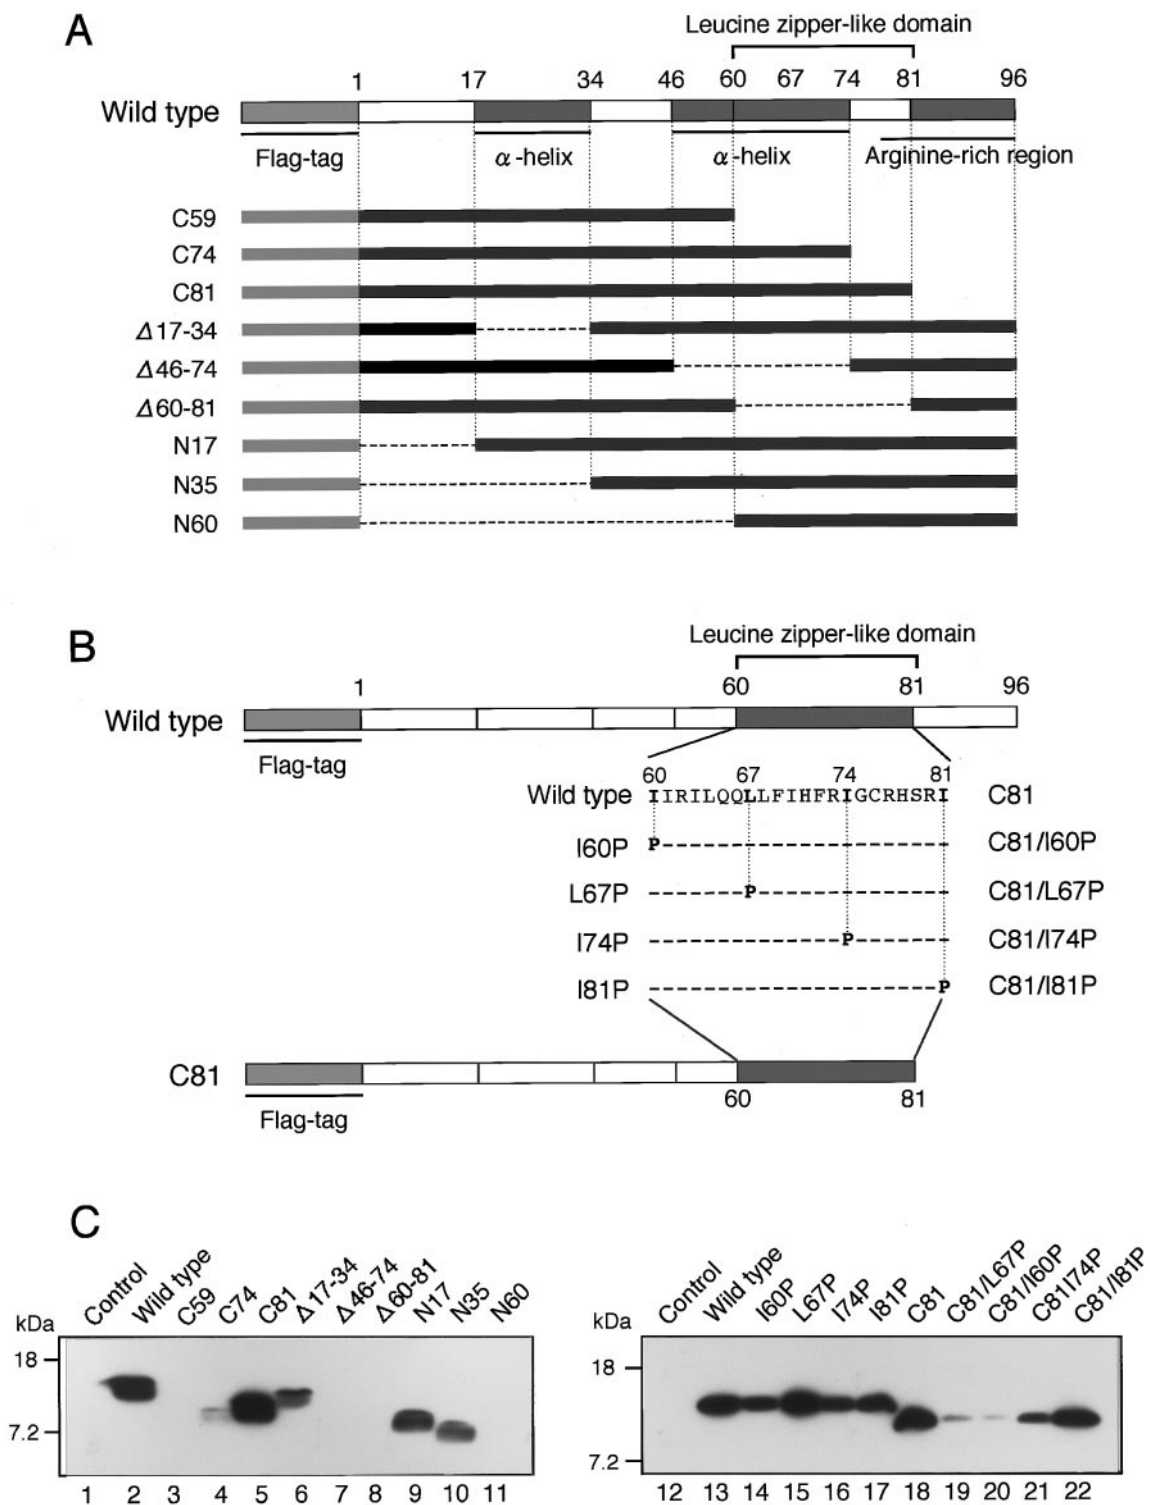 A
Leucine zipper-like domain
1 17 34 46 60 67 74 81 96
Wild type
Flag-tag α-helix α-helix Arginine-rich region
C59
C74
C81
Δ17-34
Δ46-74
Δ60-81
N17
N35
N60
B
Leucine zipper-like domain
1 60 81 96
Wild type
Flag-tag
60 67 74 81
Wild type IIRILQQLLFIHFRIGCRHSRI C81
I60P P C81/I60P
L67P P C81/L67P
I74P P C81/I74P
I81P P C81/I81P
C81
60 81
Flag-tag
C
Control Wild type C59 C74 C81 Δ17-34 Δ46-74 Δ60-81 N17 N35 N60
kDa
18
7.2
1 2 3 4 5 6 7 8 9 10 11
Control Wild type I60P L67P I74P I81P C81 C81/L67P C81/I60P C81I74P C81/I81P
kDa
18
7.2
12 13 14 15 16 17 18 19 20 21 22